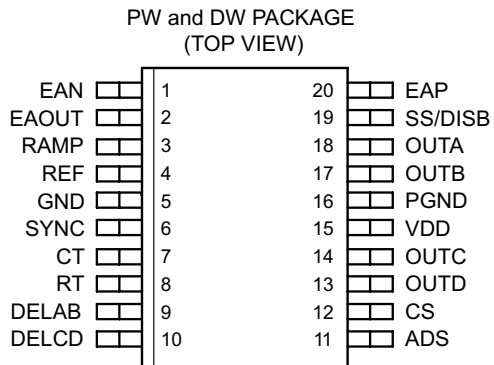 PW and DW PACKAGE
(TOP VIEW)
EAN 1 20 EAP
EAOUT 2 19 SS/DISB
RAMP 3 18 OUTA
REF 4 17 OUTB
GND 5 16 PGND
SYNC 6 15 VDD
CT 7 14 OUTC
RT 8 13 OUTD
DELAB 9 12 CS
DELCD 10 11 ADS